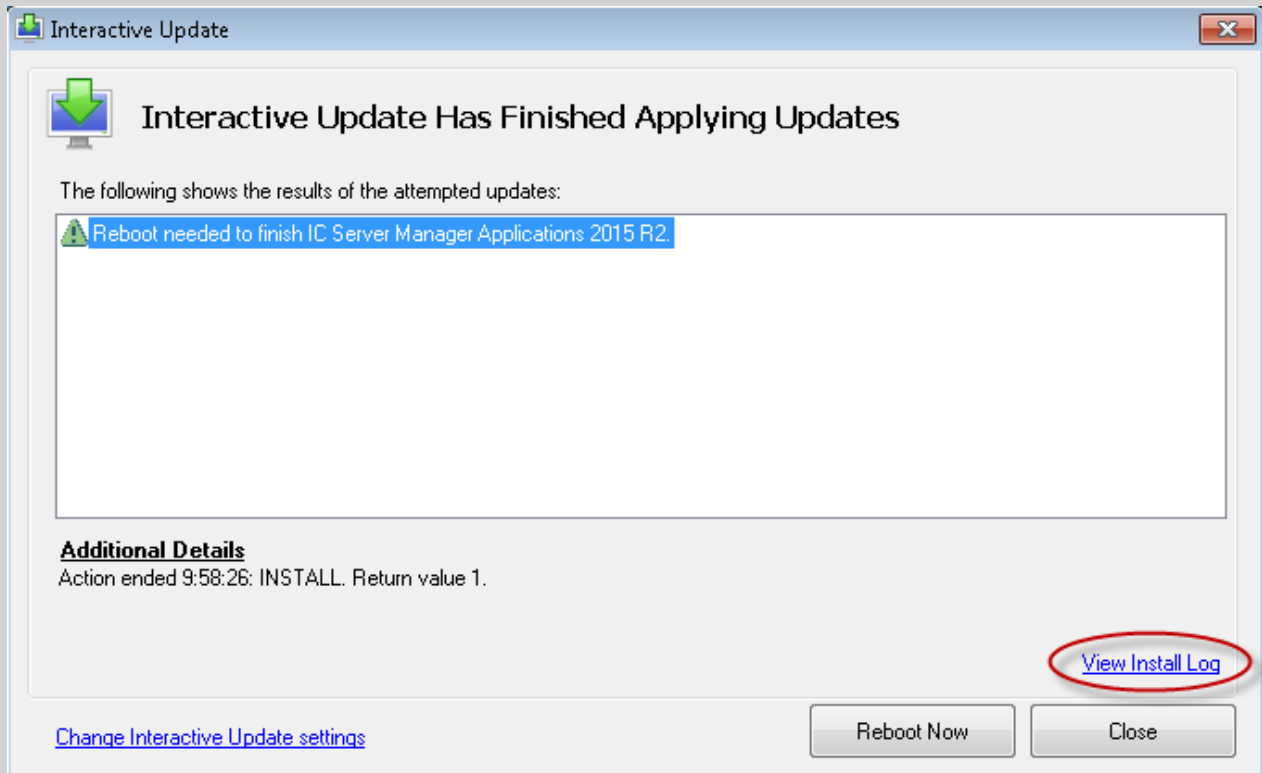 Interactive Update
Interactive Update Has Finished Applying Updates
The following shows the results of the attempted updates:
Reboot needed to finish IC Server Manager Applications 2015 R2.
Additional Details
Action ended 9:58:26: INSTALL. Return value 1.
View Install Log
Change Interactive Update settings
Reboot Now
Close